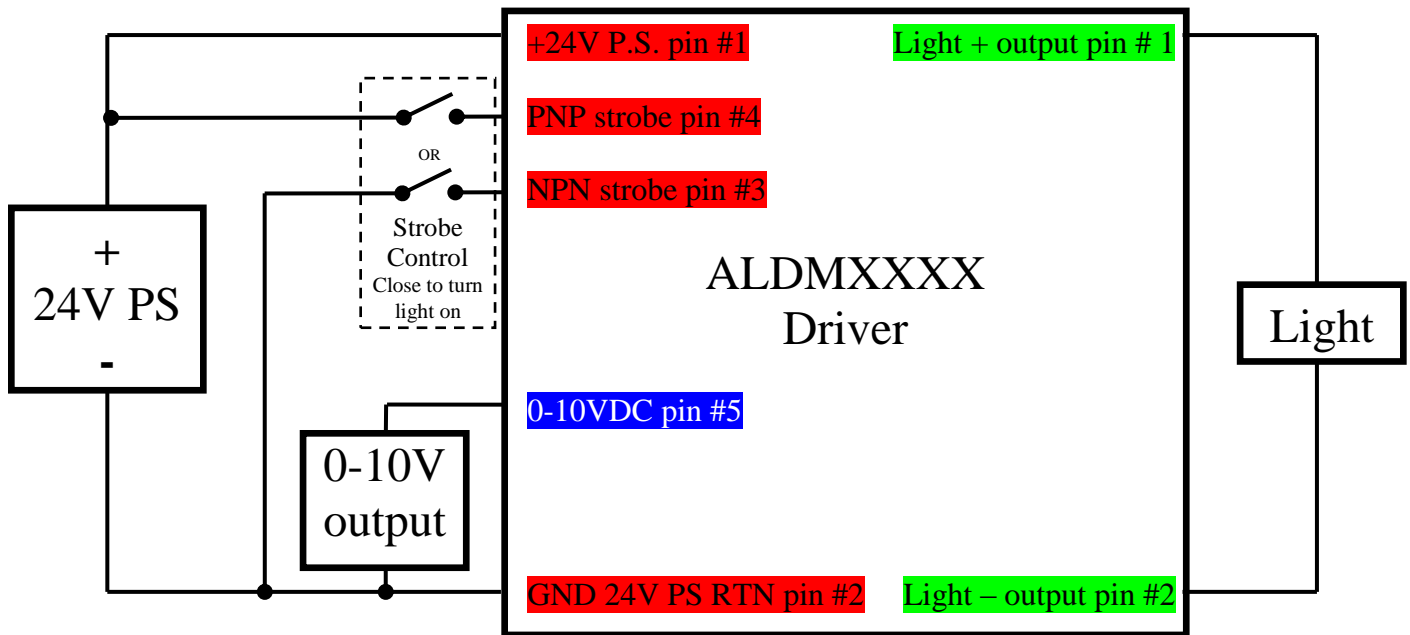 +24V P.S. pin #1
Light + output pin # 1
PNP strobe pin #4
OR
NPN strobe pin #3
Strobe
Control
Close to turn
light on
+
24V PS
-
ALDMXXXX
Driver
Light
0-10VDC pin #5
0-10V
output
GND 24V PS RTN pin #2
Light – output pin #2